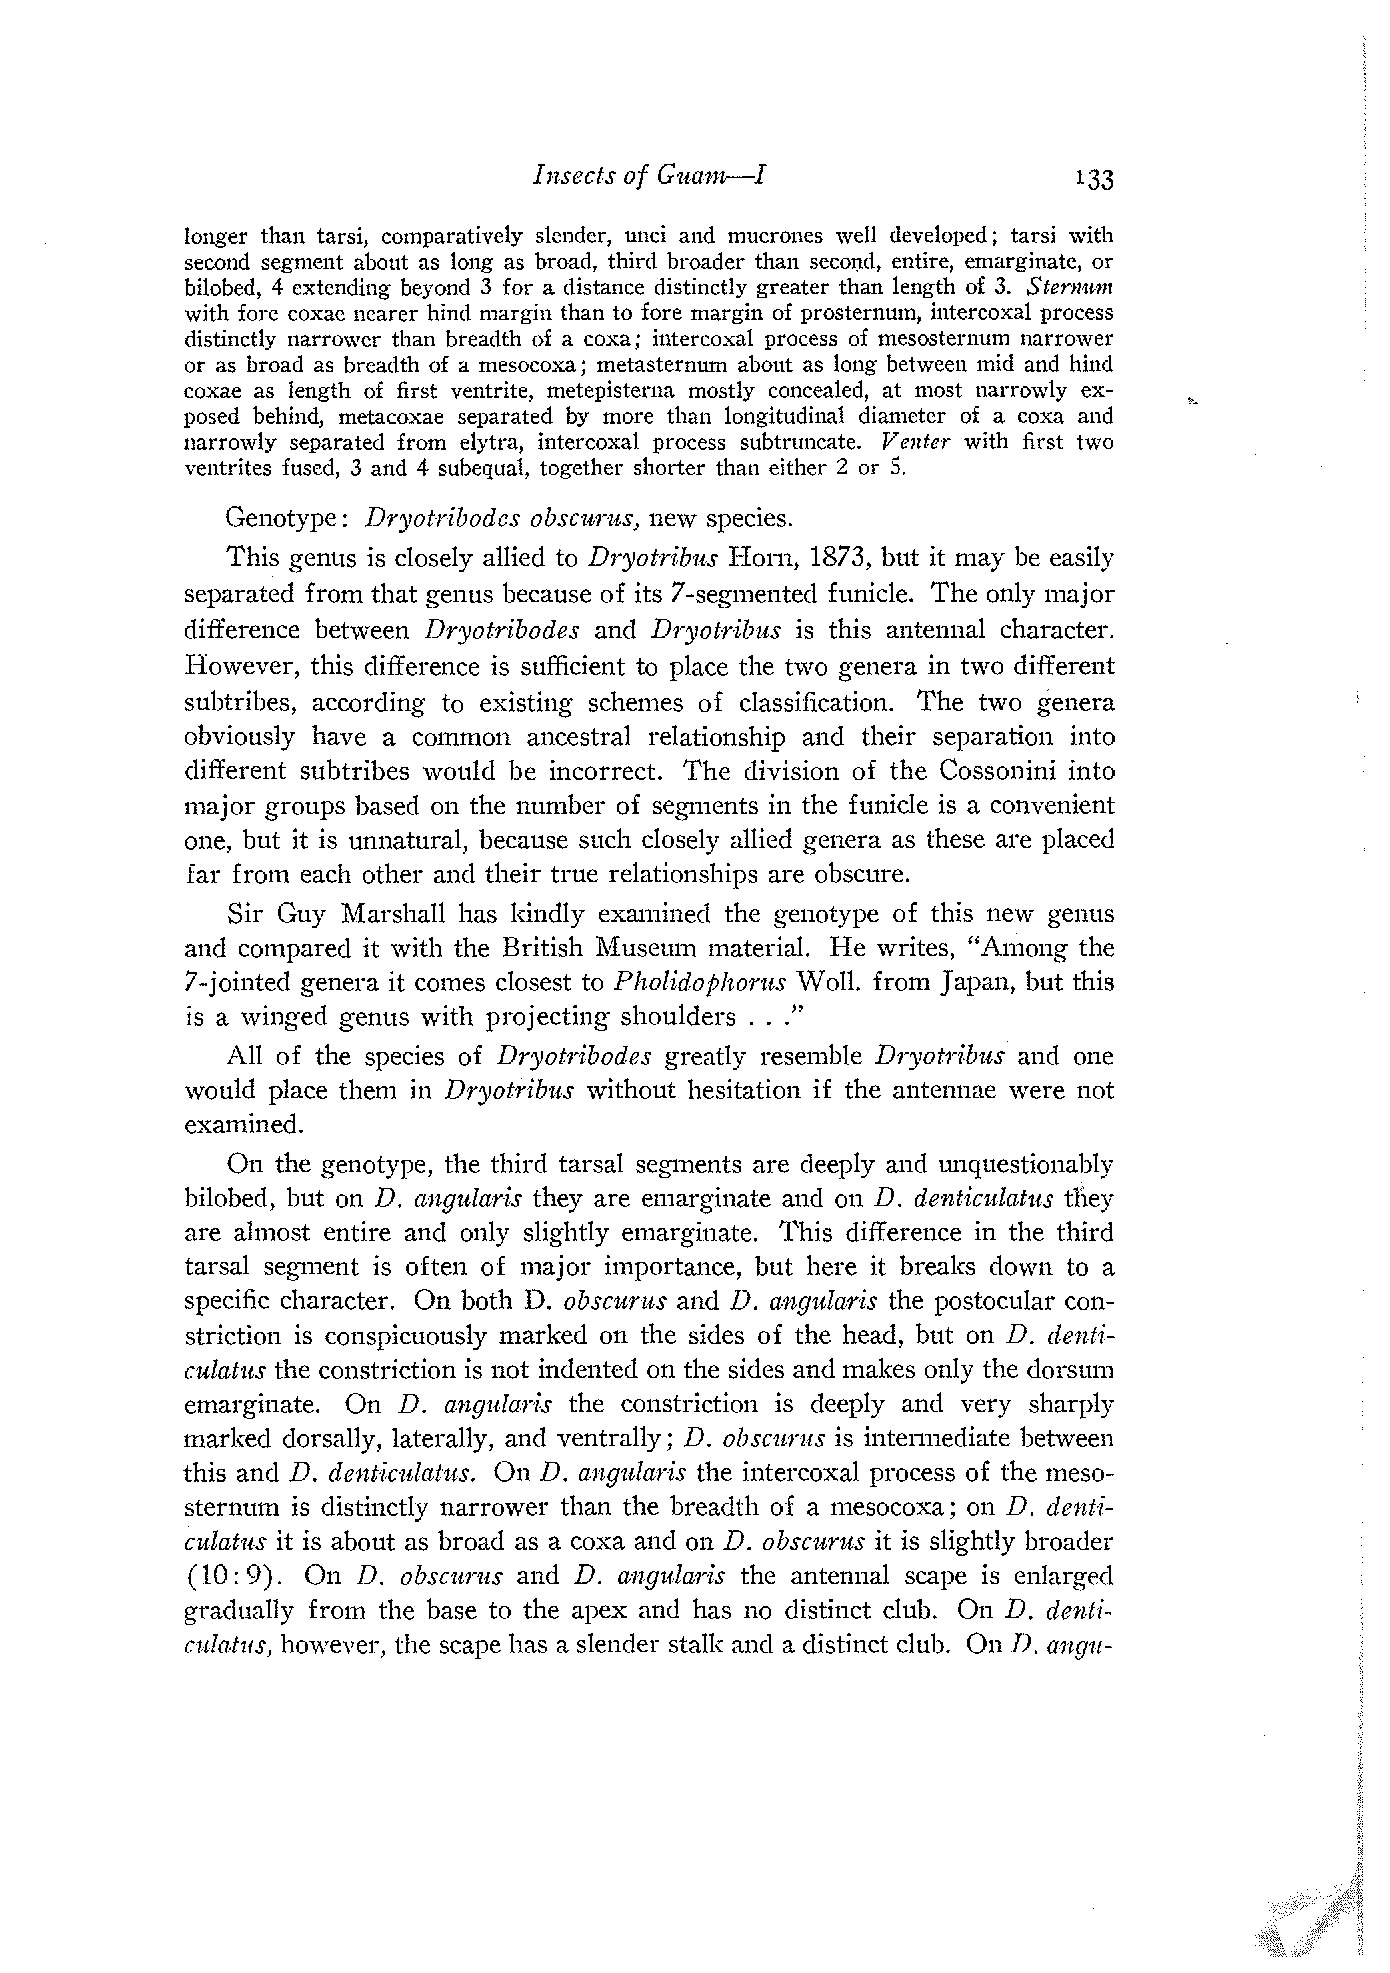 Insects of Guam—I 133
longer than tarsi, comparatively slender, unci and mucrones well developed; tarsi with
second segment about as long as broad, third broader than second, entire, emarginate, or
bilobed, 4 extending beyond 3 for a distance distinctly greater than length of 3. Sternum
with fore coxae nearer hind margin than to fore margin of prosternum, intercoxal process
distinctly narrower than breadth of a coxa; intercoxal process of mesosternum narrower
or as broad as breadth of a mesocoxa; metasternum about as long between mid and hind
coxae as length of first ventrite, metepisterna mostly concealed, at most narrowly ex-
posed behind, metacoxae separated by more than longitudinal diameter of a coxa and
narrowly separated from elytra, intercoxal process subtruncate. Venter with first two
ventrites fused, 3 and 4 subequal, together shorter than either 2 or 5.
Genotype: Dryotribodes obscurus, new species.
This genus is closely allied to Dryotribus Horn, 1873, but it may be easily
separated from that genus because of its 7-segmented funicle. The only major
difference between Dryotribodes and Dryotribus is this antennal character.
However, this difference is sufficient to place the two genera in two different
subtribes, according to existing schemes of classification. The two genera
obviously have a common ancestral relationship and their separation into
different subtribes would be incorrect. The division of the Cossonini into
major groups based on the number of segments in the funicle is a convenient
one, but it is unnatural, because such closely allied genera as these are placed
far from each other and their true relationships are obscure.
Sir Guy Marshall has kindly examined the genotype of this new genus
and compared it with the British Museum material. He writes, “Among the
7-jointed genera it comes closest to Pholidophorus Woll. from Japan, but this
is a winged genus with projecting shoulders . . .”
All of the species of Dryotribodes greatly resemble Dryotribus and one
would place them in Dryotribus without hesitation if the antennae were not
examined.
On the genotype, the third tarsal segments are deeply and unquestionably
bilobed, but on D. angularis they are emarginate and on D. denticulatus they
are almost entire and only slightly emarginate. This difference in the third
tarsal segment is often of major importance, but here it breaks down to a
specific character. On both D. obscurus and D. angularis the postocular con-
striction is conspicuously marked on the sides of the head, but on D. denti-
culatus the constriction is not indented on the sides and makes only the dorsum
emarginate. On D. angularis the constriction is deeply and very sharply
marked dorsally, laterally, and ventrally; D. obscurus is intermediate between
this and D. denticulatus. On D. angularis the intercoxal process of the meso-
sternum is distinctly narrower than the breadth of a mesocoxa; on D. denti-
culatus it is about as broad as a coxa and on D. obscurus it is slightly broader
(10:9). On D. obscurus and D. angularis the antennal scape is enlarged
gradually from the base to the apex and has no distinct club. On D. denti-
culatus, however, the scape has a slender stalk and a distinct club. On D. angu-